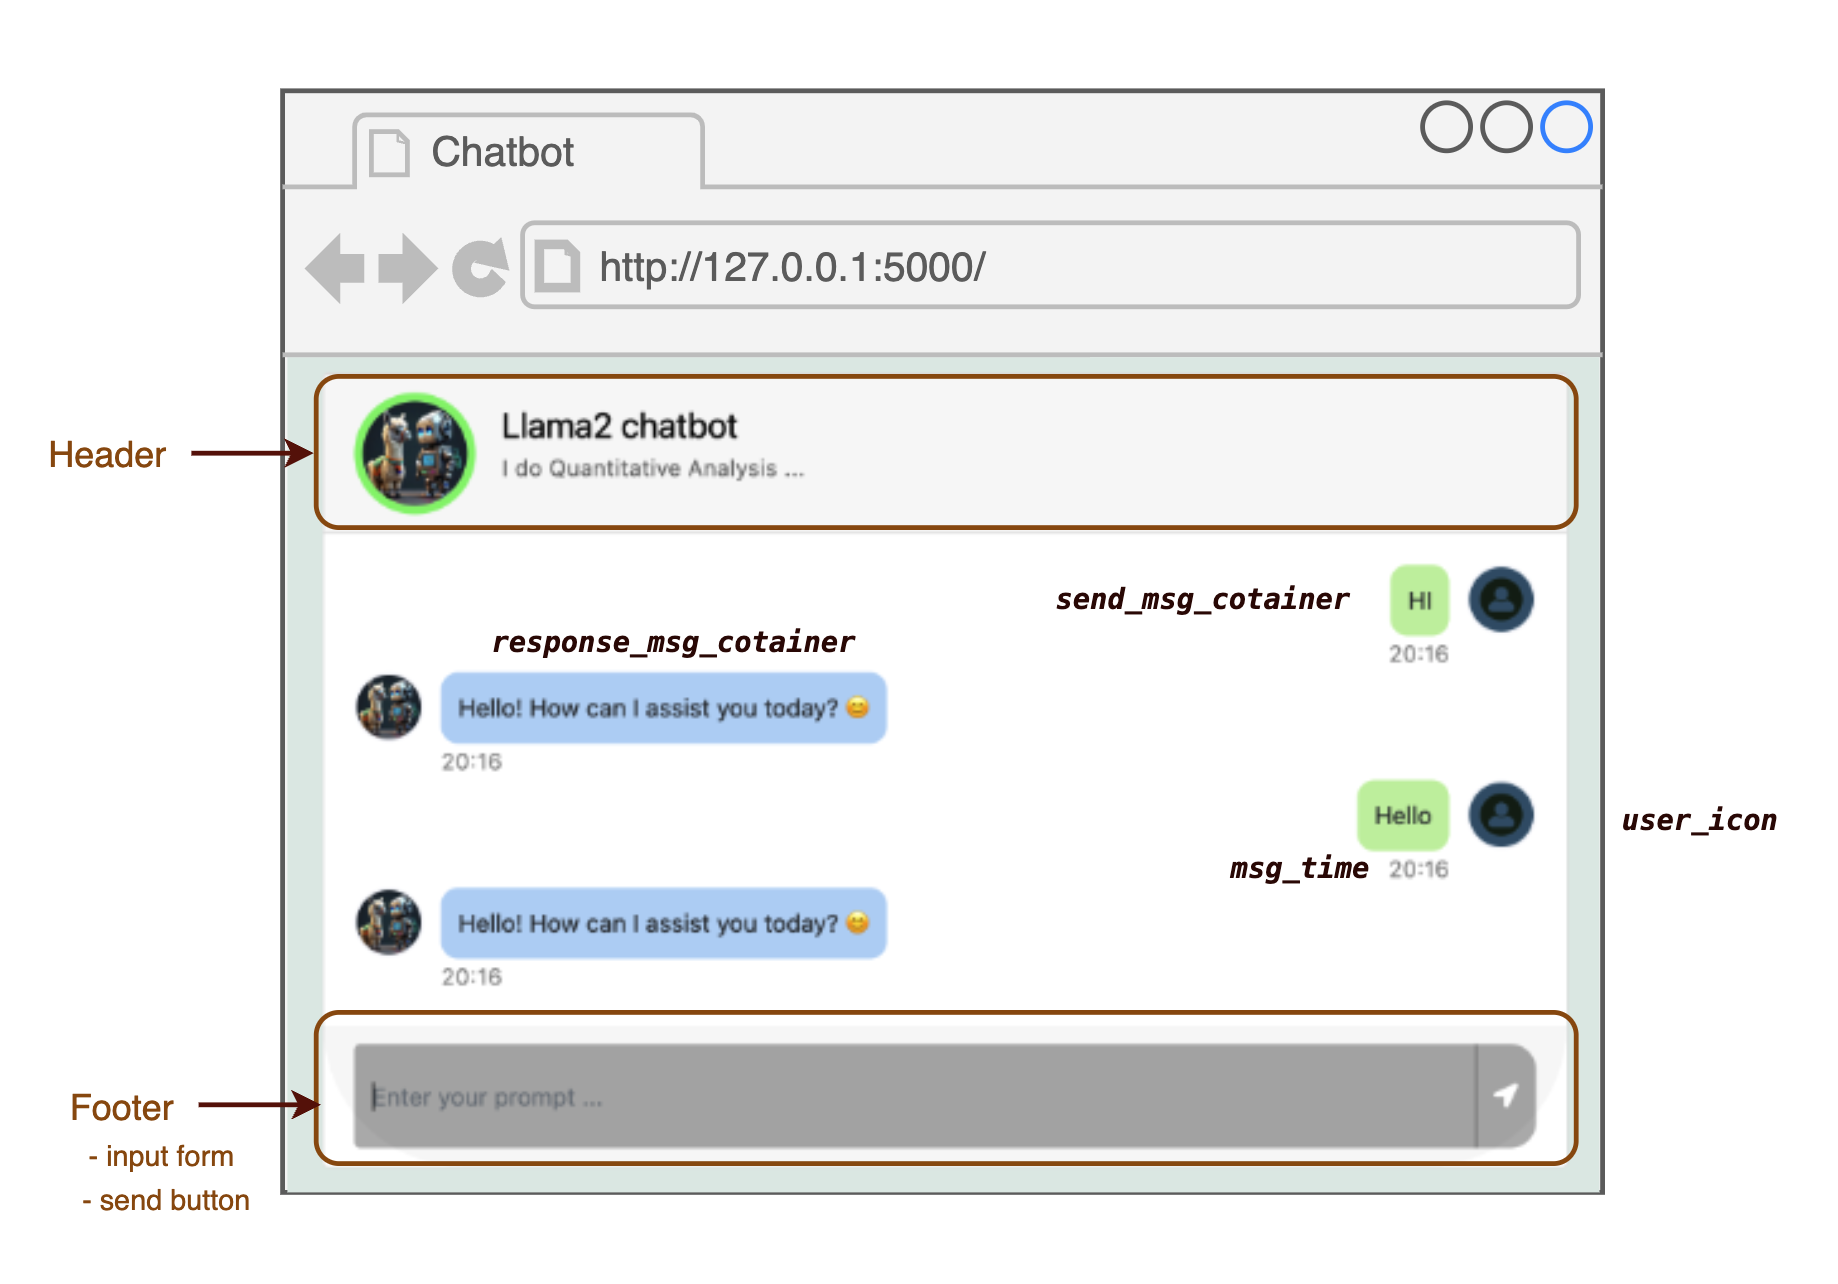 Chatbot
http://127.0.0.1:5000/
Header
Llama2 chatbot
I do Quantitative Analysis ...
send_msg_cotainer
HI
20:16
response_msg_cotainer
Hello! How can I assist you today? 😊
20:16
Hello
user_icon
msg_time
20:16
Hello! How can I assist you today? 😊
20:16
Footer
- input form
- send button
Enter your prompt ...